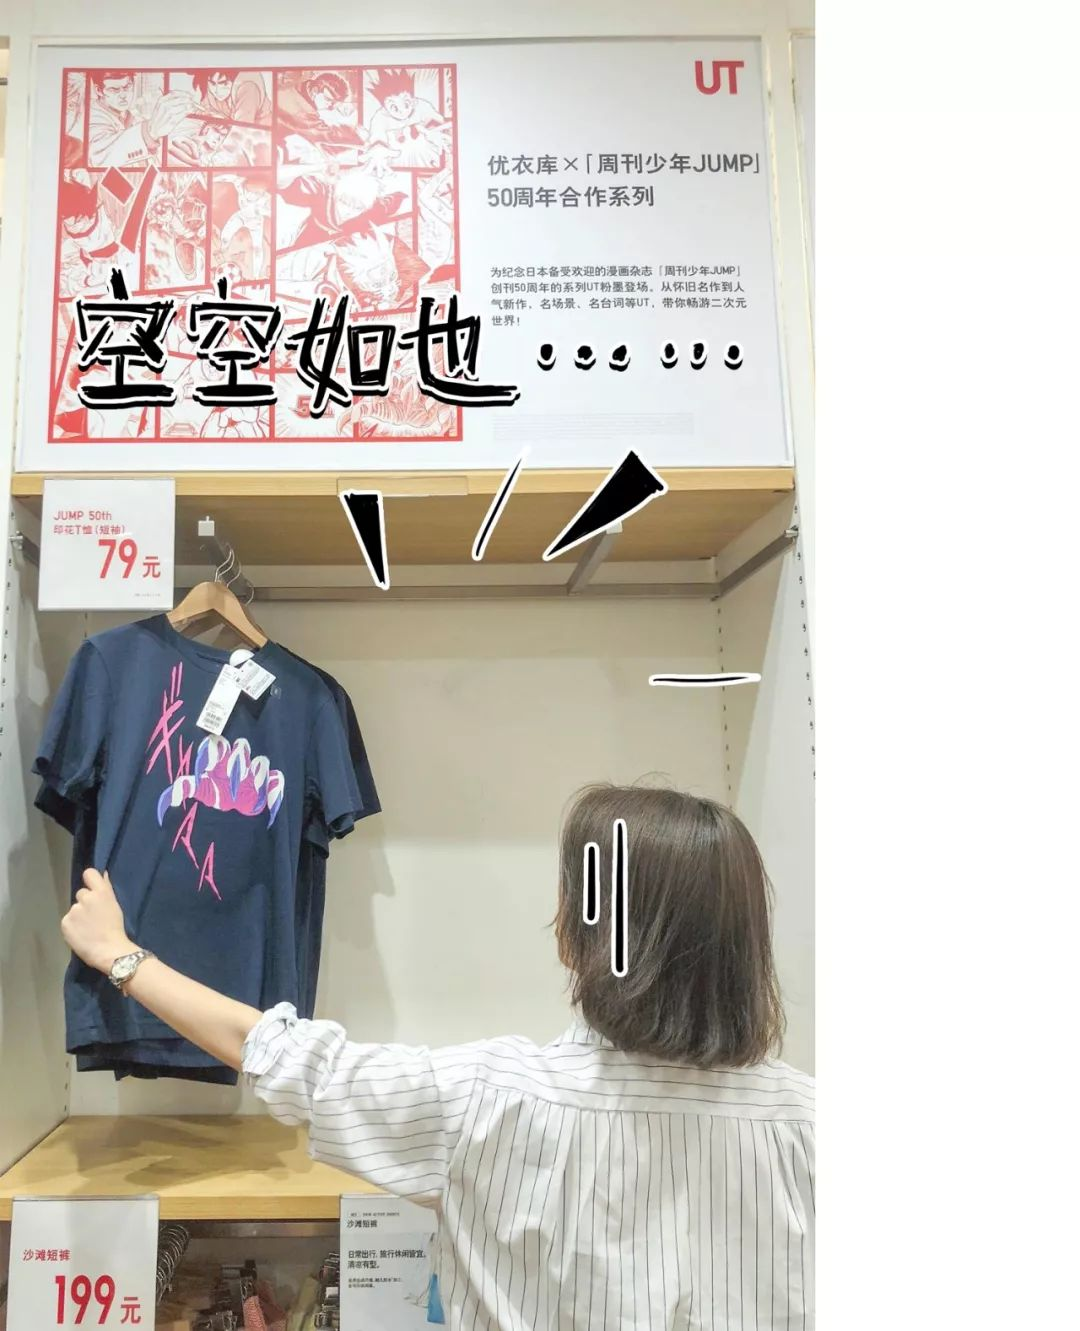 UT
优衣库×「周刊少年JUMP」
50周年合作系列
为纪念日本备受欢迎的漫画杂志「周刊少年JUMP」
创刊50周年的系列UT粉墨登场。从怀旧名作到人
气新作，名场景、名台词等UT，带你畅游二次元
世界！
空空如也……
JUMP 50th
印花T恤(短袖)
79元
沙滩短裤
199元
沙滩短裤
日常出行, 旅行休闲皆宜,
清凉有型。